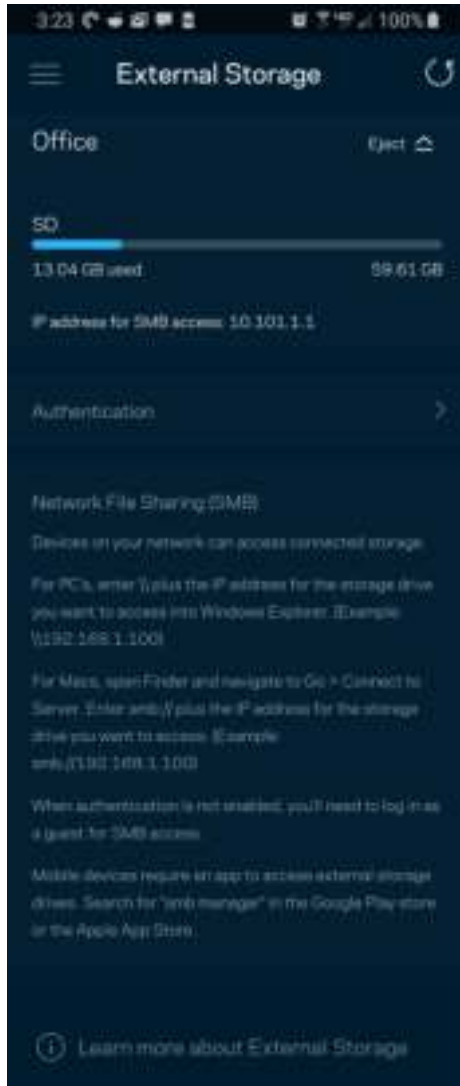 3:23
100%
External Storage
Office
Eject
SD
13.04 GB used
59.61 GB
IP address for SMB access: 10.101.1.1
Authentication
Network File Sharing (SMB)
Devices on your network can access connected storage.
For PC's, enter \\ plus the IP address for the storage drive
you want to access into Windows Explorer. (Example:
\\192.168.1.100)
For Macs, open Finder and navigate to Go > Connect to
Server. Enter smb:// plus the IP address for the storage
drive you want to access. (Example:
smb://192.168.1.100)
When authentication is not enabled, you'll need to log in as
a guest for SMB access.
Mobile devices require an app to access external storage
drives. Search for "smb manager" in the Google Play store
or the Apple App Store.
Learn more about External Storage